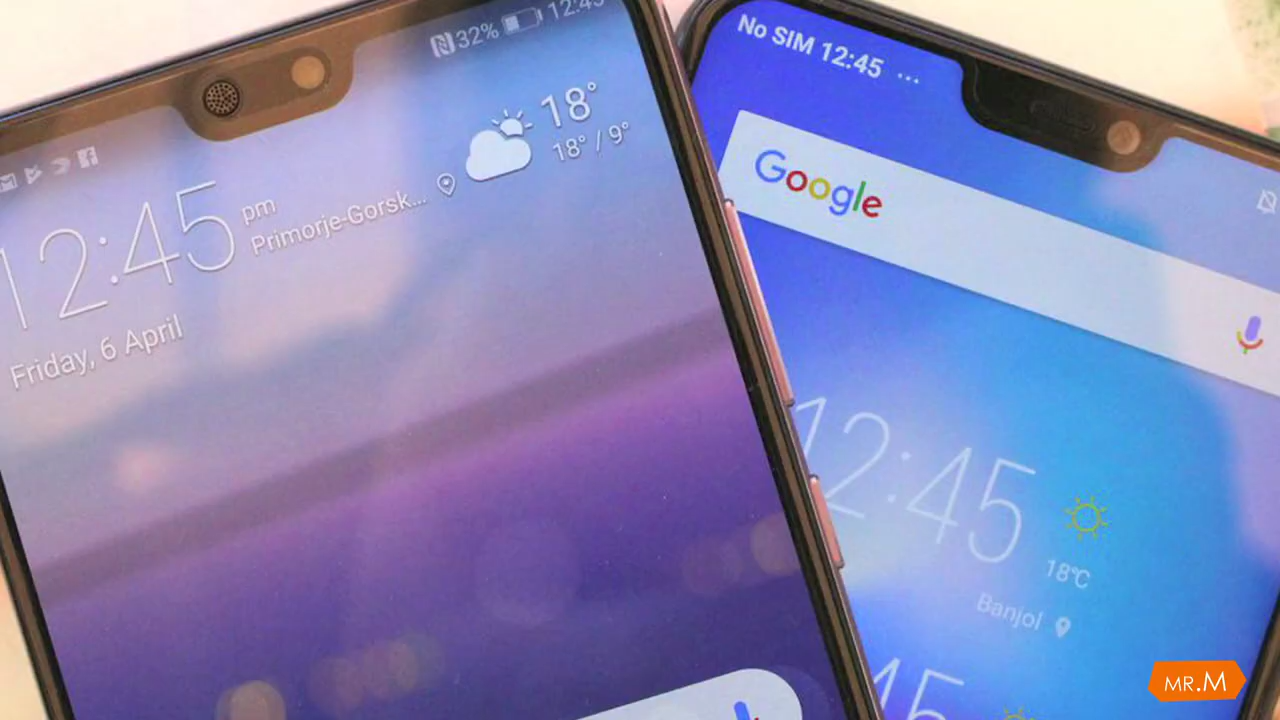 32% 12:45
12:45 pm
Primorje-Gorsk...
18°
18° / 9°
Friday, 6 April
No SIM 12:45 ...
Google
12:45
18°C
Banjol
45
MR.M